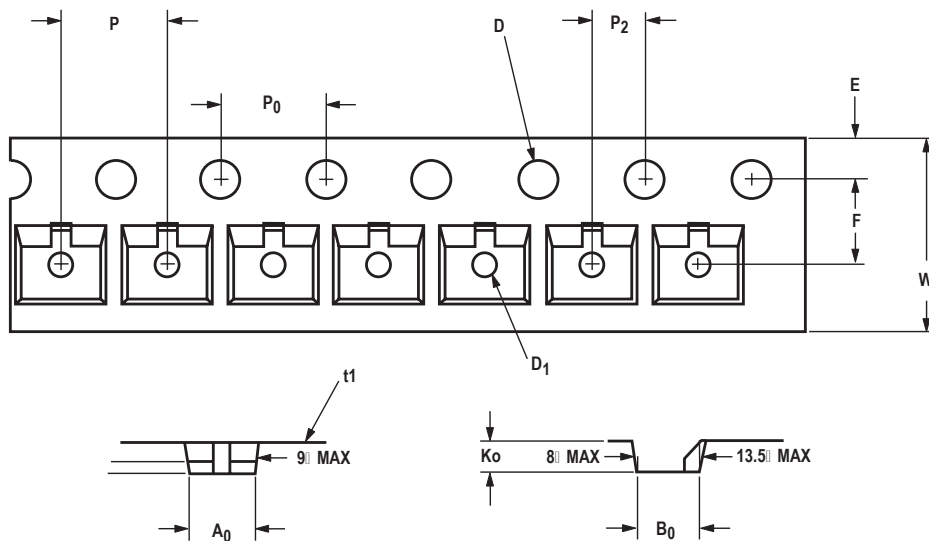 P
D
P2
P0
E
F
W
D1
t1
9▯ MAX
A0
Ko
8▯ MAX
13.5▯ MAX
B0